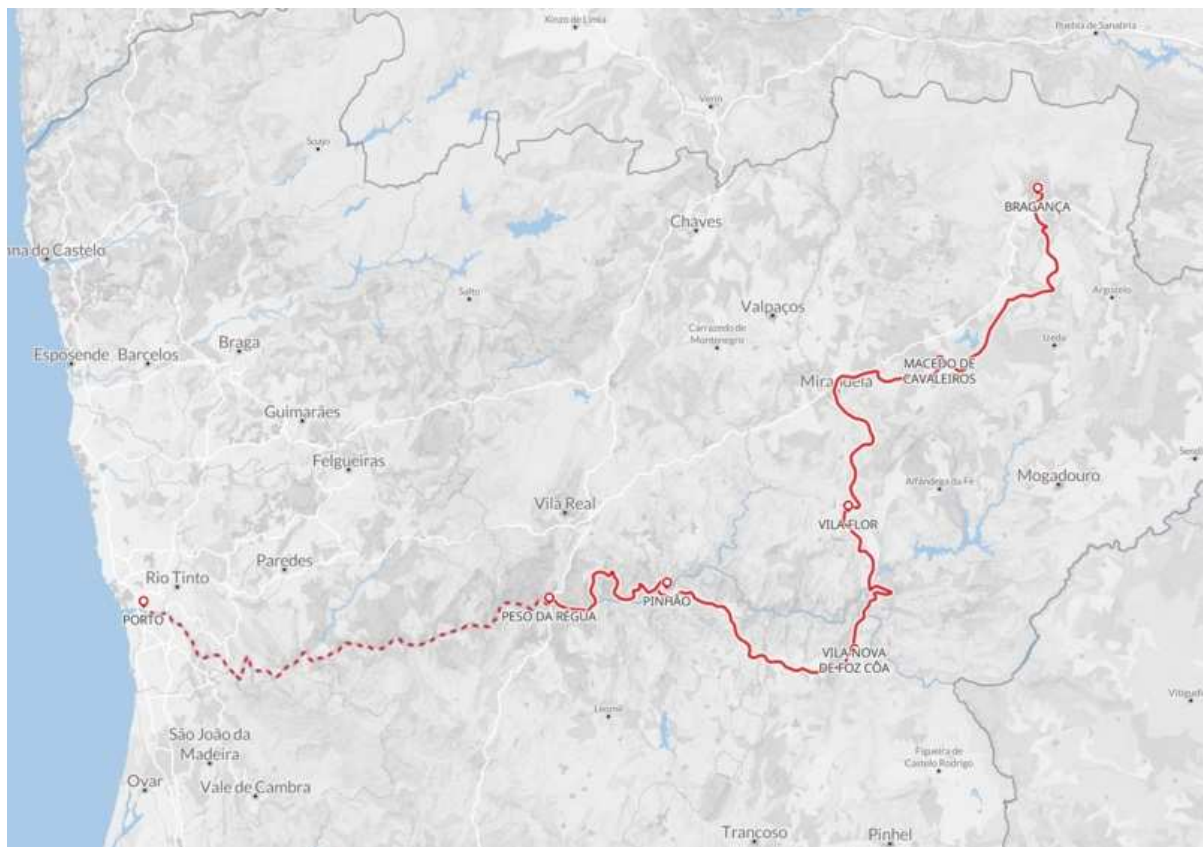 Xinzo de Limia
Puebla de Sanabria
Verín
Soajo
BRAGANÇA
Chaves
na do Castelo
Argozelo
Salto
Valpaços
Carrazedo de
Montenegro
Braga
Izeda
Esposende
Barcelos
MACEDO DE
CAVALEIROS
Mirandela
Guimarães
Felgueiras
Mogadouro
Alfândega da Fé
Vila Real
VILA FLOR
Paredes
Rio Tinto
PORTO
PESO DA RÉGUA
PINHÃO
VILA NOVA
DE FOZ CÔA
Leomil
São João da
Madeira
Figueira de
Castelo Rodrigo
Ovar
Vale de Cambra
Trancoso
Pinhel